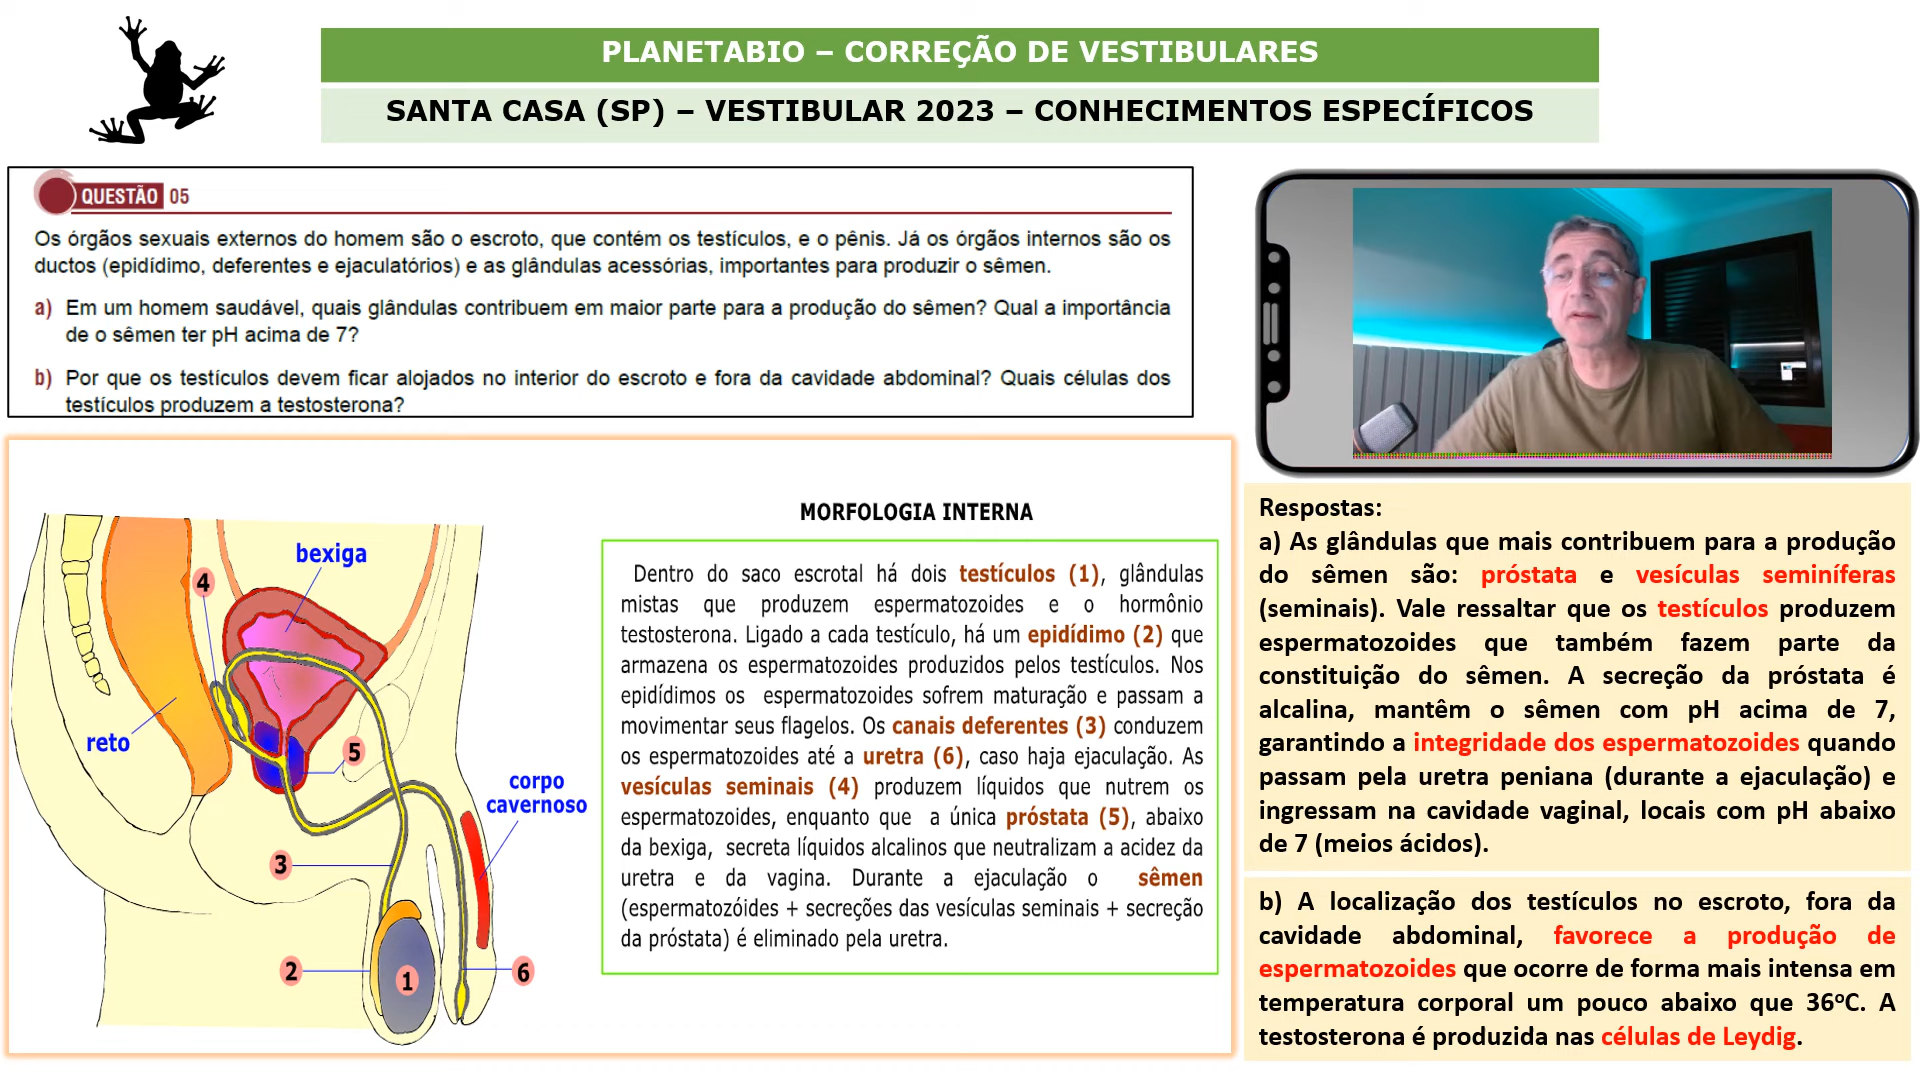 PLANETABIO – CORREÇÃO DE VESTIBULARES
SANTA CASA (SP) – VESTIBULAR 2023 – CONHECIMENTOS ESPECÍFICOS
QUESTÃO 05
Os órgãos sexuais externos do homem são o escroto, que contém os testículos, e o pênis. Já os órgãos internos são os
ductos (epidídimo, deferentes e ejaculatórios) e as glândulas acessórias, importantes para produzir o sêmen.
a) Em um homem saudável, quais glândulas contribuem em maior parte para a produção do sêmen? Qual a importância
de o sêmen ter pH acima de 7?
b) Por que os testículos devem ficar alojados no interior do escroto e fora da cavidade abdominal? Quais células dos
testículos produzem a testosterona?
bexiga
4
reto
5
corpo
cavernoso
3
2
1
6
MORFOLOGIA INTERNA
Dentro do saco escrotal há dois testículos (1), glândulas
mistas que produzem espermatozoides e o hormônio
testosterona. Ligado a cada testículo, há um epidídimo (2) que
armazena os espermatozoides produzidos pelos testículos. Nos
epidídimos os espermatozoides sofrem maturação e passam a
movimentar seus flagelos. Os canais deferentes (3) conduzem
os espermatozoides até a uretra (6), caso haja ejaculação. As
vesículas seminais (4) produzem líquidos que nutrem os
espermatozoides, enquanto que a única próstata (5), abaixo
da bexiga, secreta líquidos alcalinos que neutralizam a acidez da
uretra e da vagina. Durante a ejaculação o sêmen
(espermatozóides + secreções das vesículas seminais + secreção
da próstata) é eliminado pela uretra.
Respostas:
a) As glândulas que mais contribuem para a produção
do sêmen são: próstata e vesículas seminíferas
(seminais). Vale ressaltar que os testículos produzem
espermatozoides que também fazem parte da
constituição do sêmen. A secreção da próstata é
alcalina, mantêm o sêmen com pH acima de 7,
garantindo a integridade dos espermatozoides quando
passam pela uretra peniana (durante a ejaculação) e
ingressam na cavidade vaginal, locais com pH abaixo
de 7 (meios ácidos).
b) A localização dos testículos no escroto, fora da
cavidade abdominal, favorece a produção de
espermatozoides que ocorre de forma mais intensa em
temperatura corporal um pouco abaixo que 36ºC. A
testosterona é produzida nas células de Leydig.